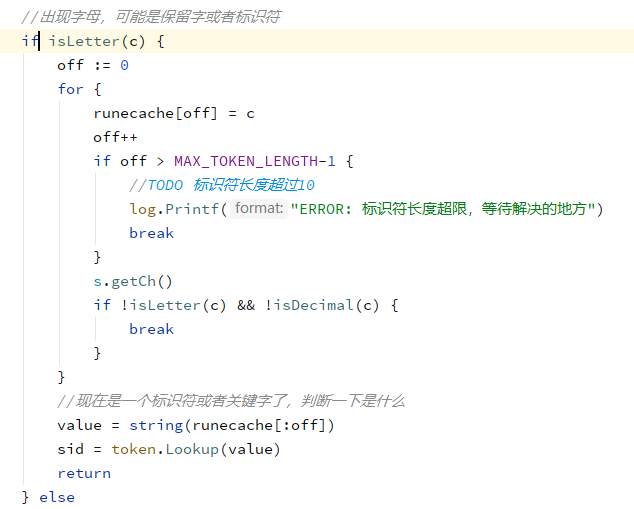 //出现字母，可能是保留字或者标识符
if isLetter(c) {
off := 0
for {
runecache[off] = c
off++
if off > MAX_TOKEN_LENGTH-1 {
//TODO 标识符长度超过10
log.Printf( format: "ERROR: 标识符长度超限，等待解决的地方")
break
}
s.getCh()
if !isLetter(c) && !isDecimal(c) {
break
}
}
//现在是一个标识符或者关键字了，判断一下是什么
value = string(runecache[:off])
sid = token.Lookup(value)
return
} else